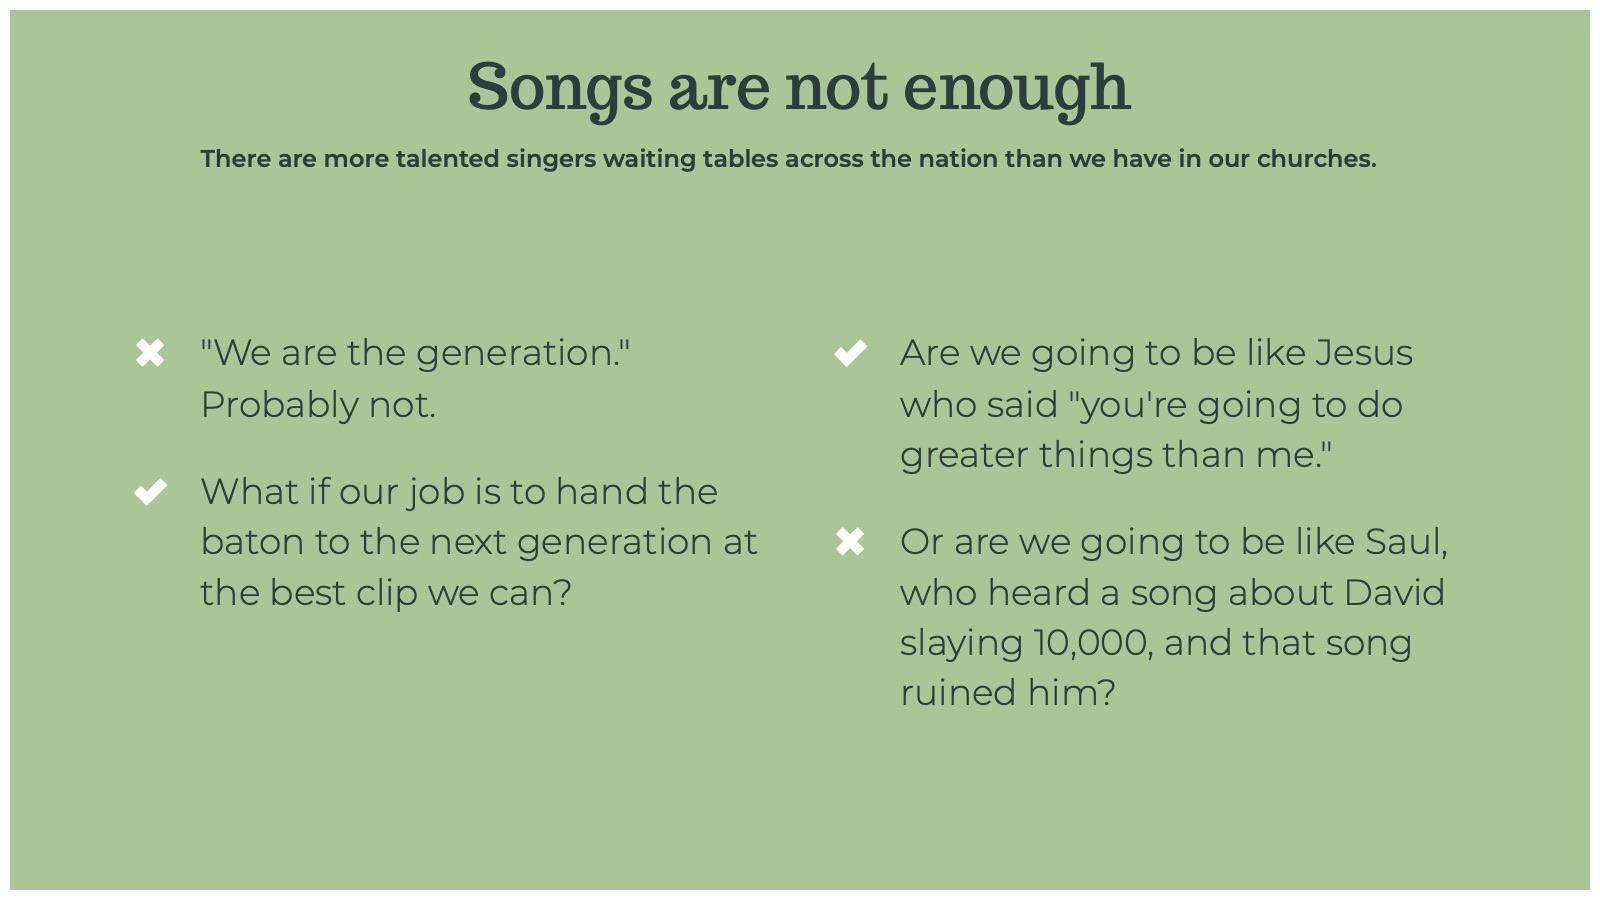 Songs are not enough
There are more talented singers waiting tables across the nation than we have in our churches.
"We are the generation."
Probably not.
What if our job is to hand the
baton to the next generation at
the best clip we can?
Are we going to be like Jesus
who said "you're going to do
greater things than me."
Or are we going to be like Saul,
who heard a song about David
slaying 10,000, and that song
ruined him?